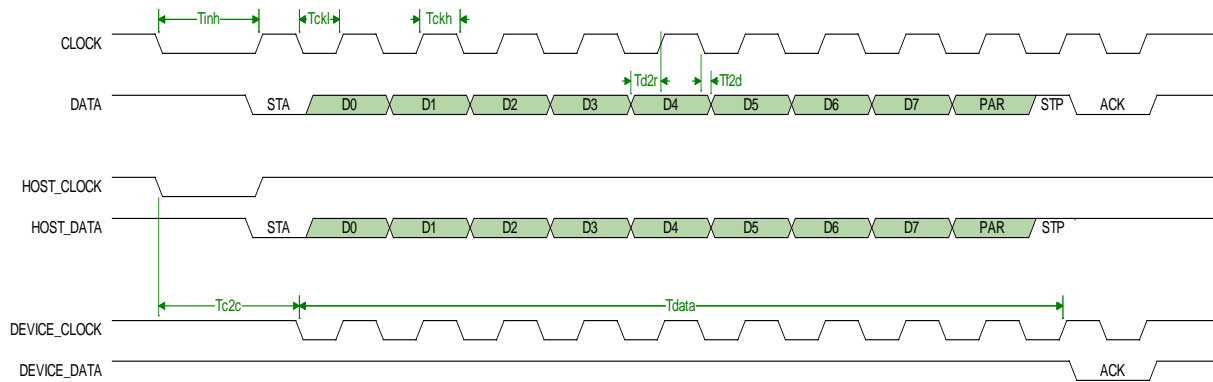 Tinh Tckl Tckh
CLOCK
Td2r Tf2d
DATA STA D0 D1 D2 D3 D4 D5 D6 D7 PAR STP ACK
HOST_CLOCK
HOST_DATA STA D0 D1 D2 D3 D4 D5 D6 D7 PAR STP
Tc2c Tdata
DEVICE_CLOCK
DEVICE_DATA ACK